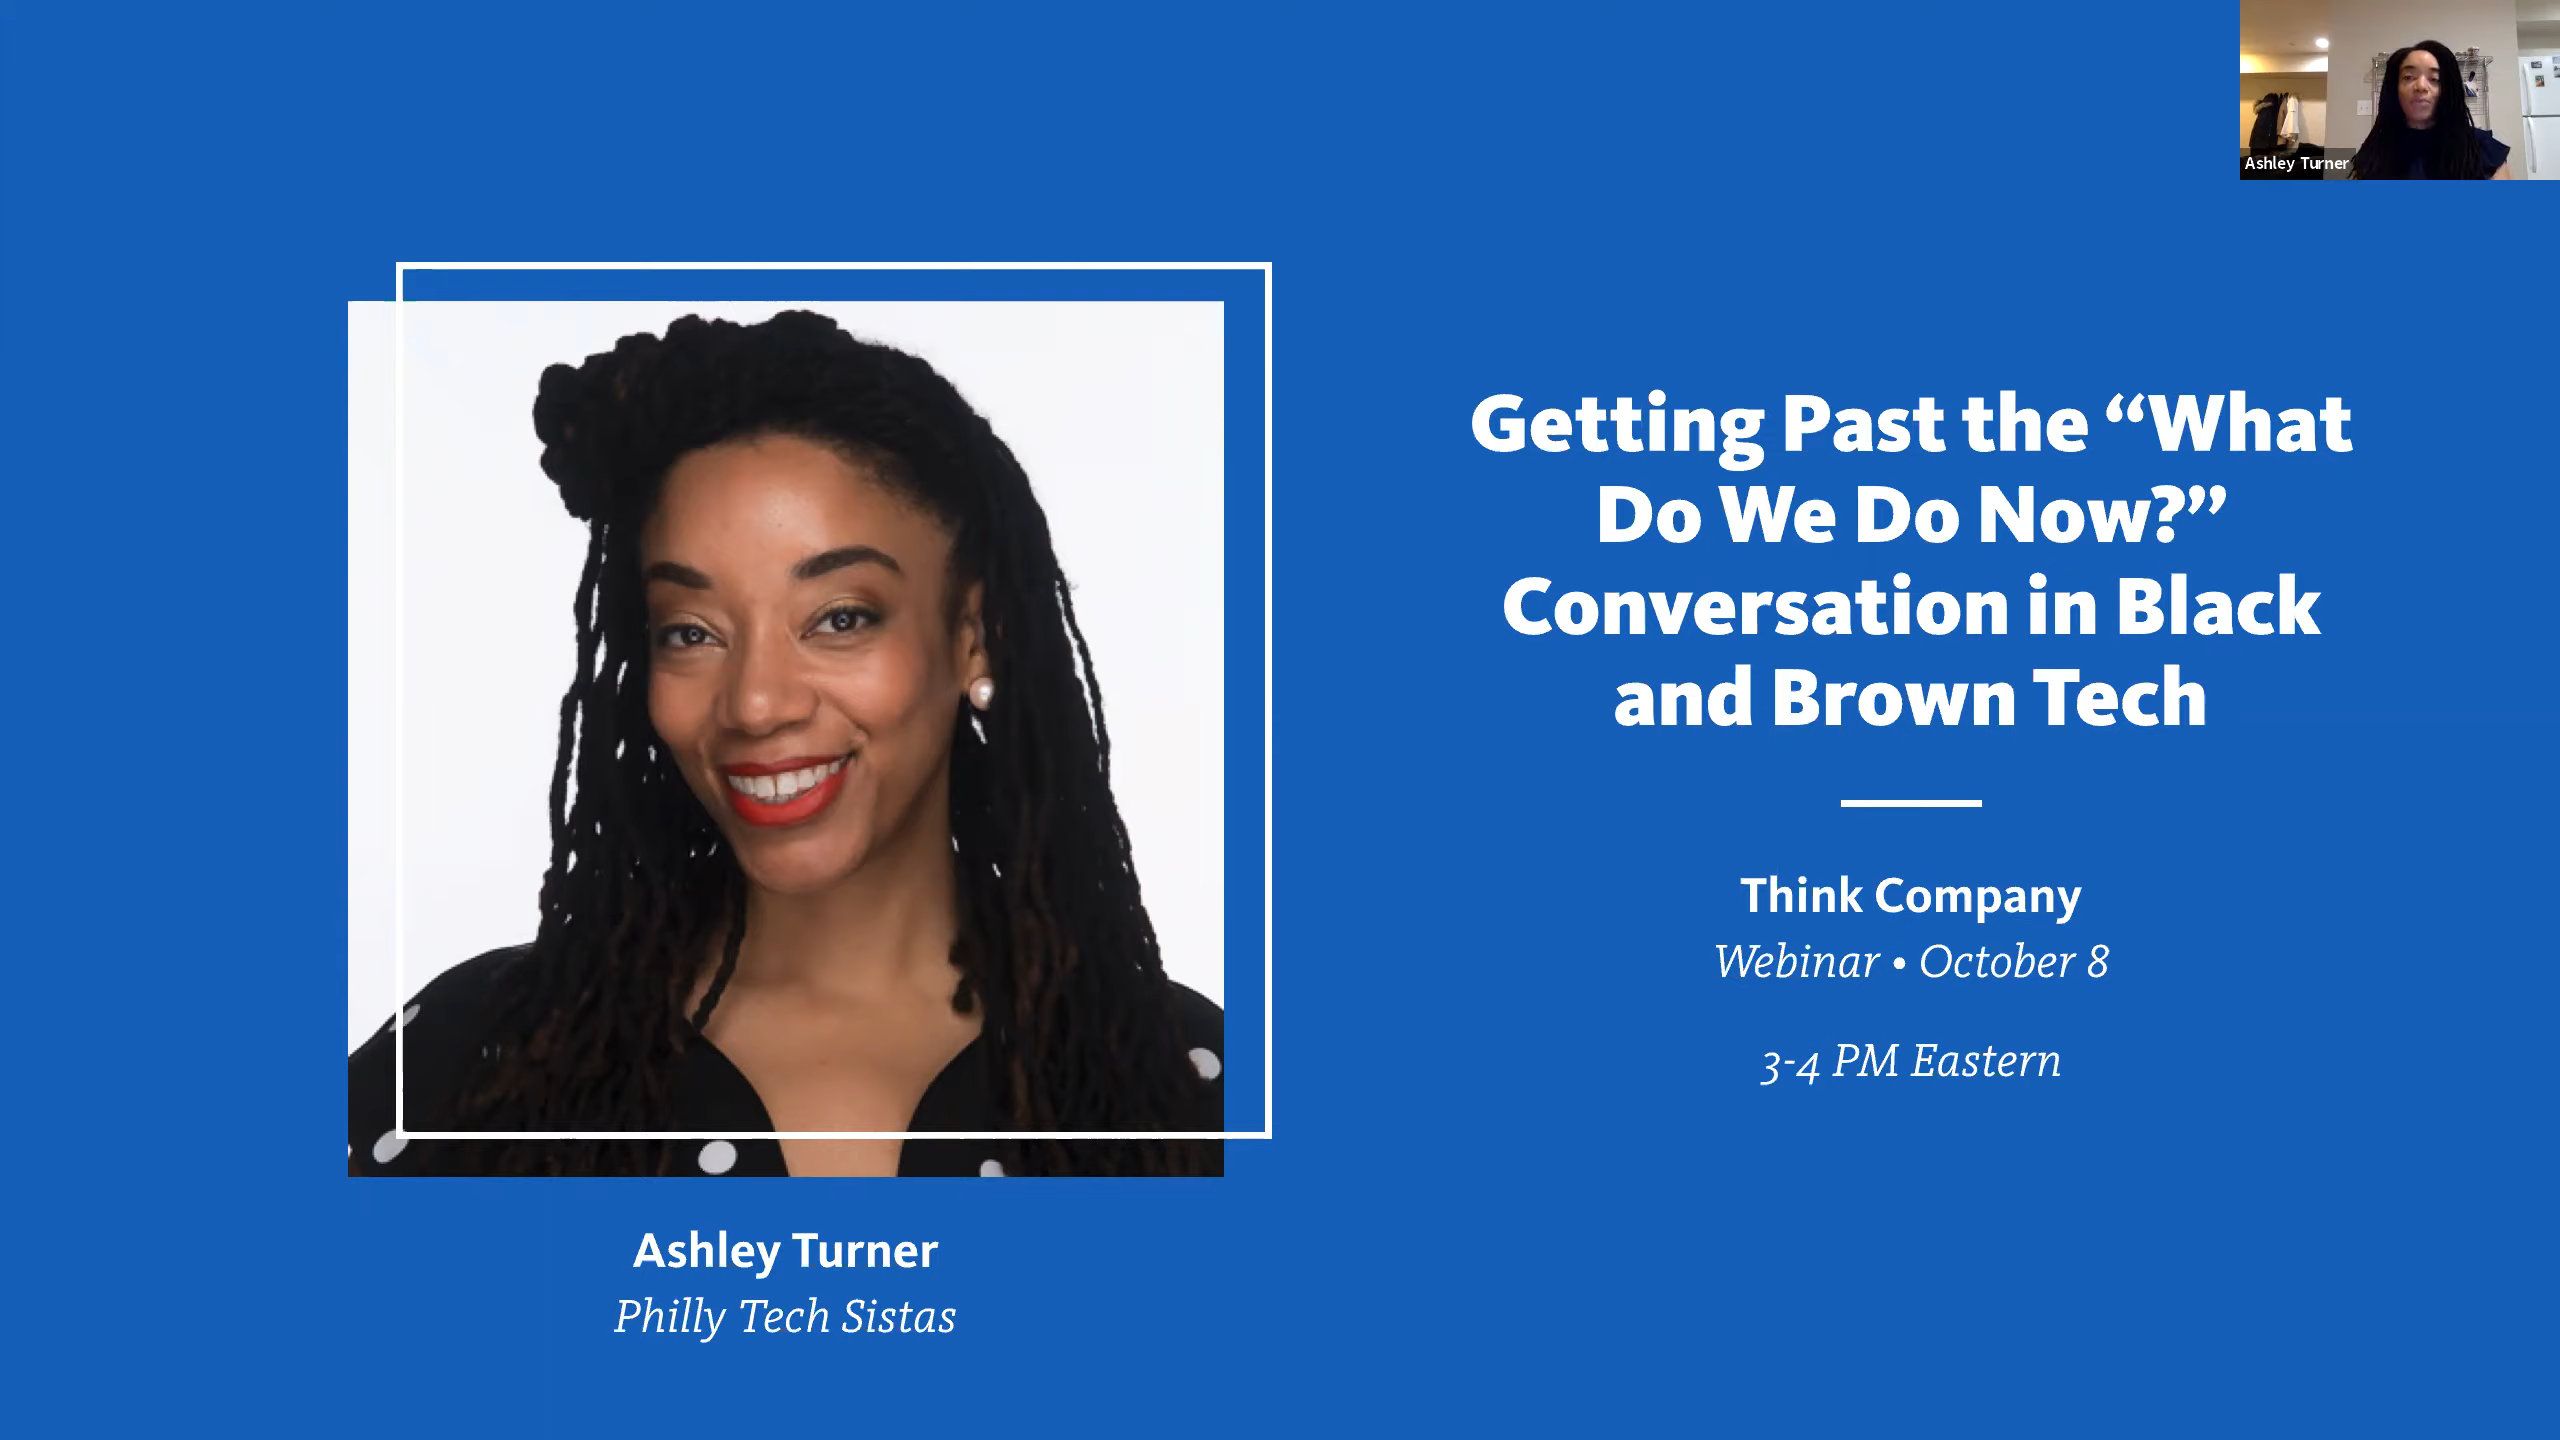 Ashley Turner
Getting Past the “What
Do We Do Now?”
Conversation in Black
and Brown Tech
Think Company
Webinar • October 8
3-4 PM Eastern
Ashley Turner
Philly Tech Sistas